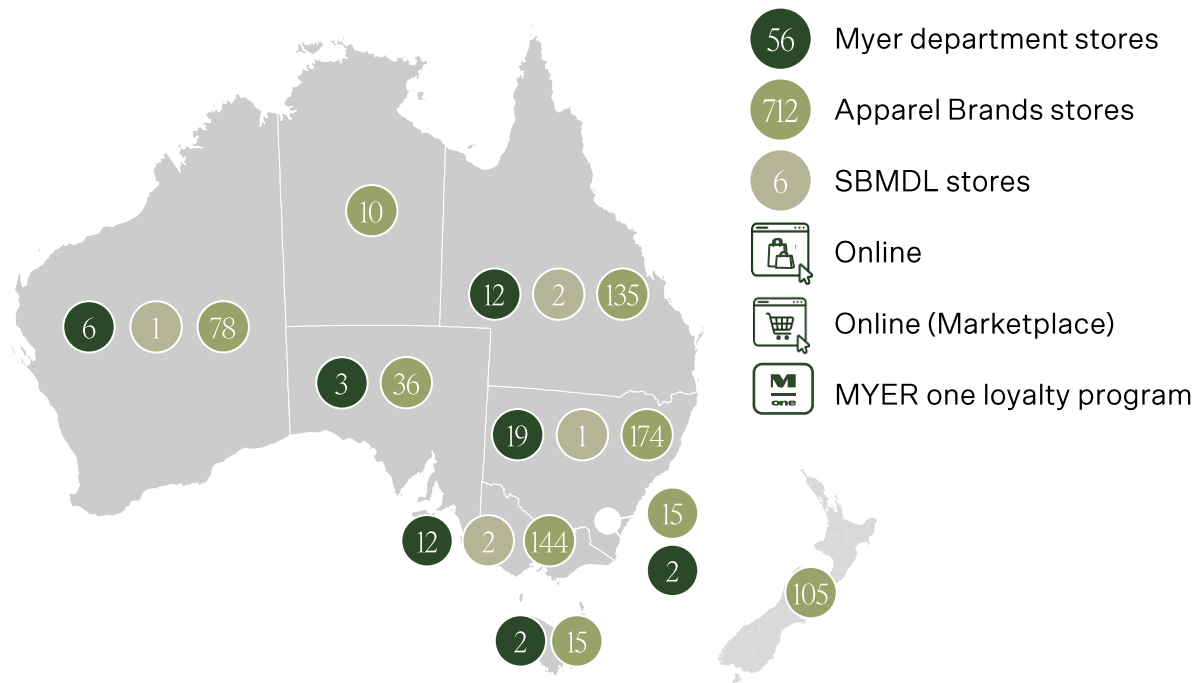 56 Myer department stores
712 Apparel Brands stores
6 SBMDL stores
Online
Online (Marketplace)
M one MYER one loyalty program
10
12 2 135
6 1 78
3 36
19 1 174
15
12 2 144
2
105
2 15